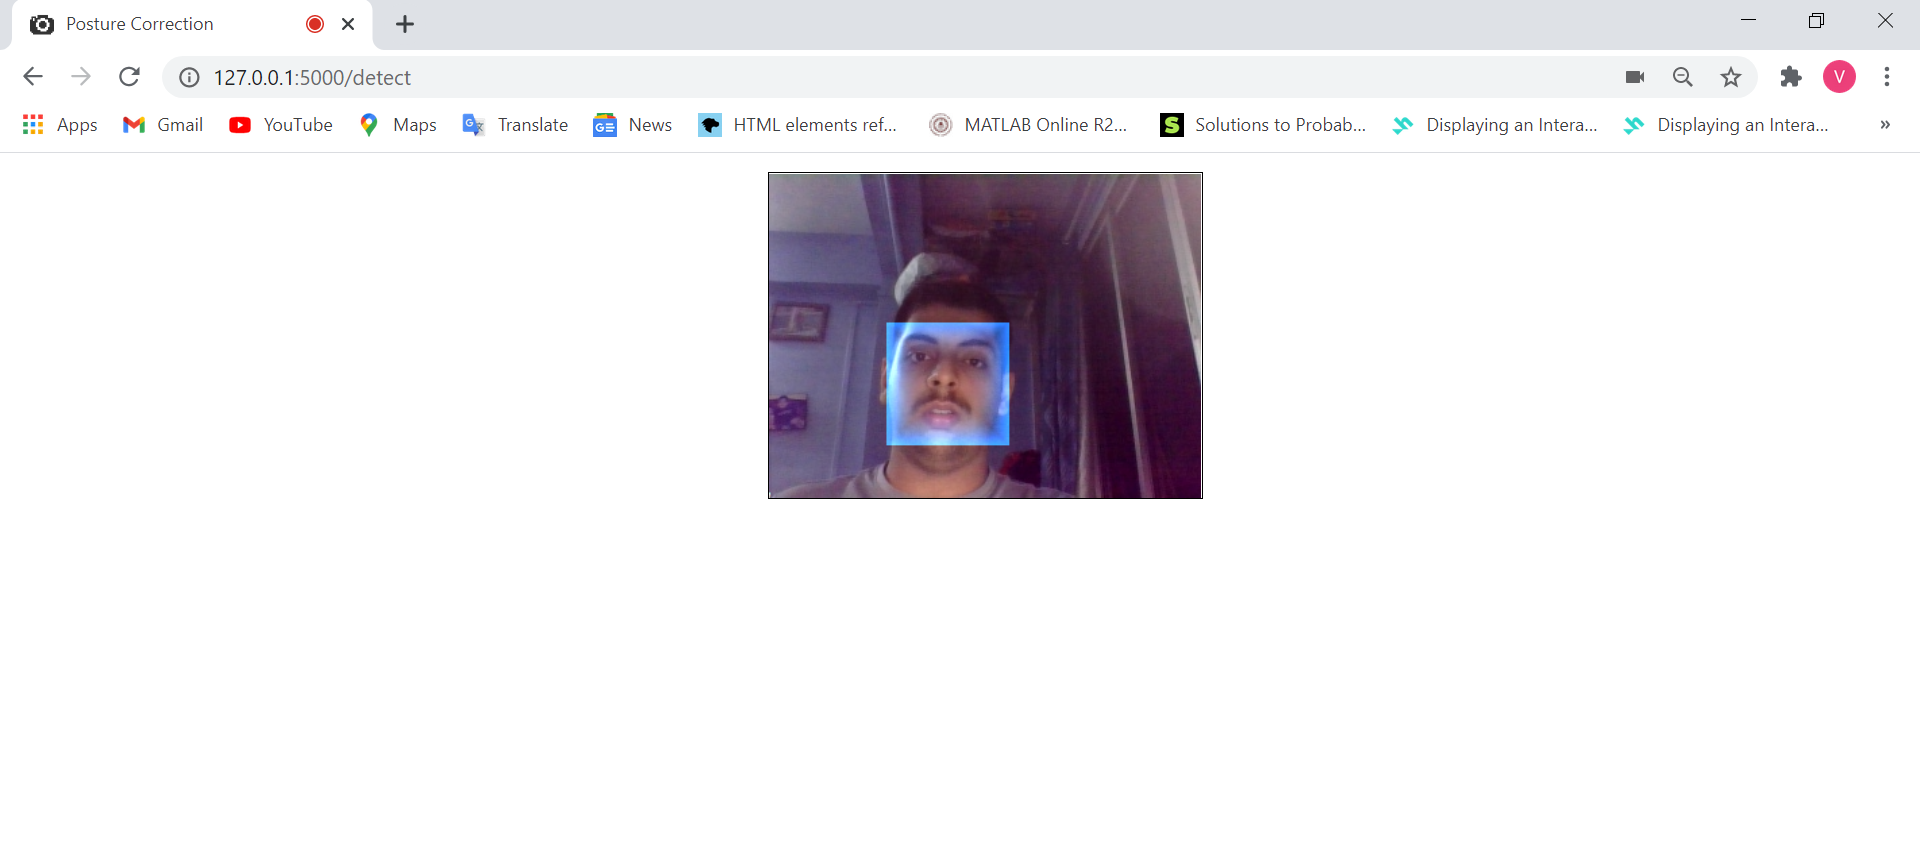 Posture Correction
127.0.0.1:5000/detect
V
Apps Gmail YouTube Maps Translate News HTML elements ref... MATLAB Online R2... Solutions to Probab... Displaying an Intera... Displaying an Intera... »